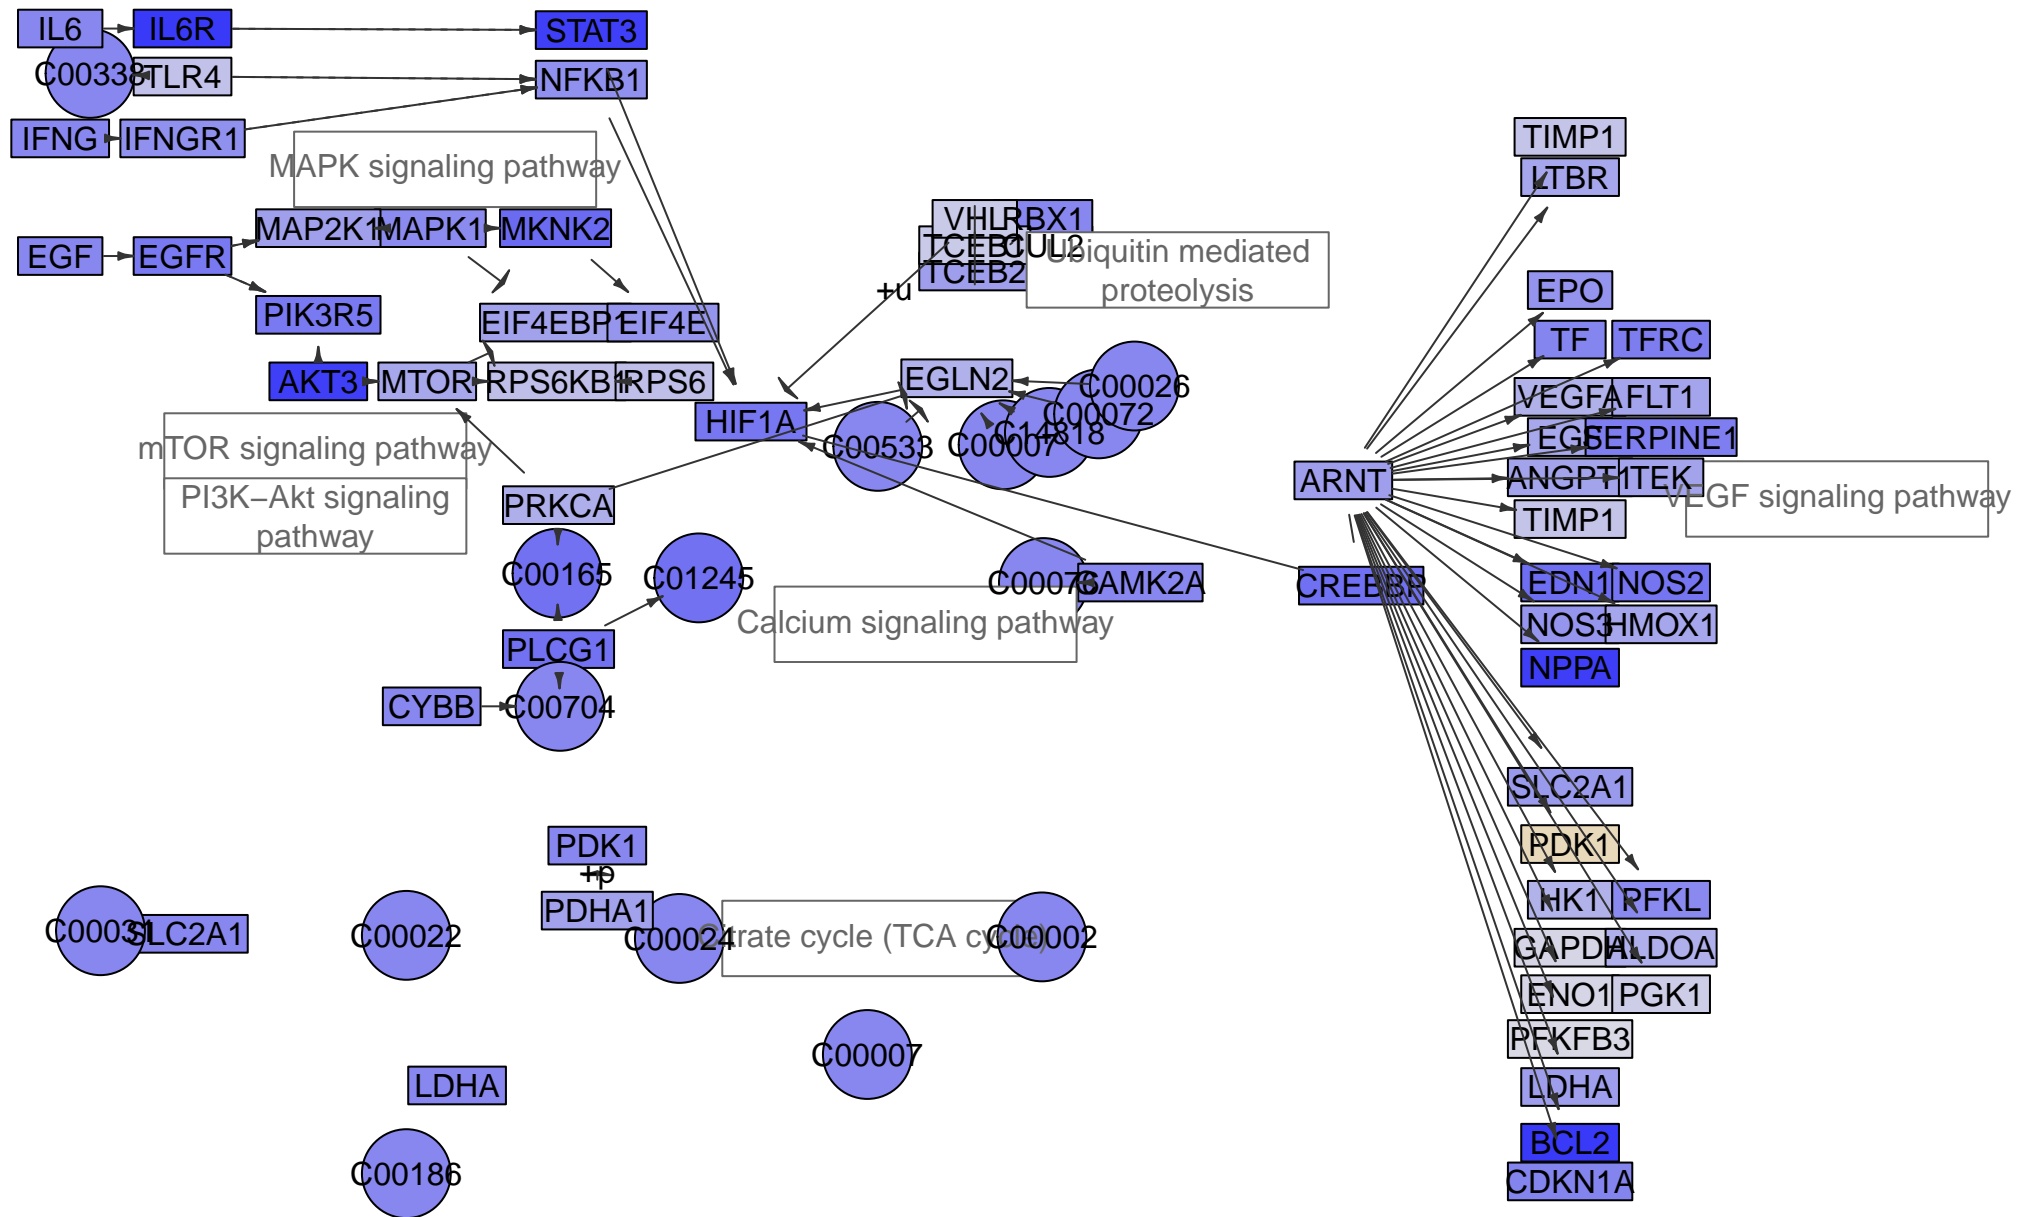 IL6
IL6R
STAT3
C00338
TLR4
NFKB1
IFNG
IFNGR1
MAPK signaling pathway
TIMP1
LTBR
MAP2K1
MAPK1
MKNK2
VHL
RBX1
TCEB1
CUL2
TCEB2
Ubiquitin mediated
proteolysis
+u
EGF
EGFR
PIK3R5
EIF4EBP1
EIF4E
EPO
TF
TFRC
AKT3
MTOR
RPS6KB1
RPS6
EGLN2
C00026
C00072
C14818
C00007
C00533
HIF1A
VEGFA
FLT1
EGF
SERPINE1
mTOR signaling pathway
PI3K–Akt signaling
pathway
PRKCA
ARNT
ANGPT1
TEK
VEGF signaling pathway
TIMP1
C00165
C01245
C00076
CAMK2A
CREBBP
EDN1
NOS2
Calcium signaling pathway
NOS3
HMOX1
PLCG1
NPPA
CYBB
C00704
SLC2A1
PDK1
+p
PDHA1
PDK1
HK1
PFKL
C00031
SLC2A1
C00022
C00024
Citrate cycle (TCA cycle)
C00002
GAPDH
ALDOA
ENO1
PGK1
PFKFB3
C00007
LDHA
LDHA
BCL2
CDKN1A
C00186